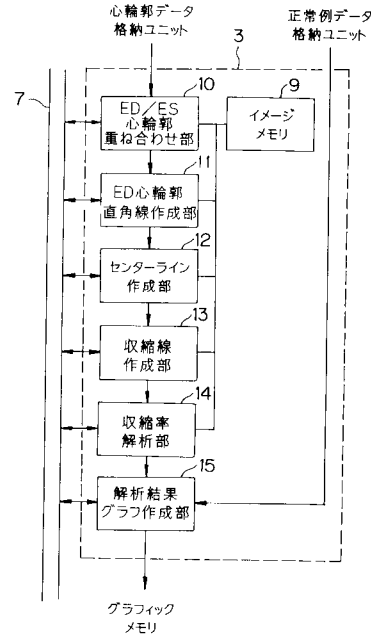 心輪郭データ
格納ユニット
正常例データ
格納ユニット
3
7
10
ED/ES
心輪郭
重ね合わせ部
9
イメージ
メモリ
11
ED心輪郭
直角線作成部
12
センターライン
作成部
13
収縮線
作成部
14
収縮率
解析部
15
解析結果
グラフ作成部
グラフィック
メモリ